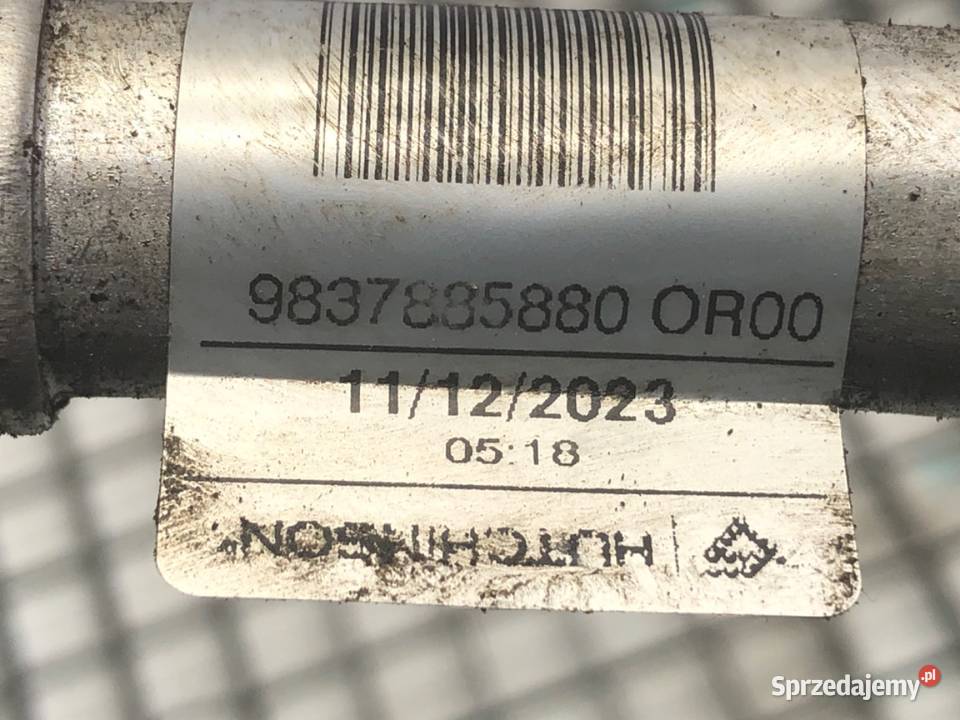 9837885880 OR00
11/12/2023
05:18
HUTCHINSON
Sprzedajemy.pl